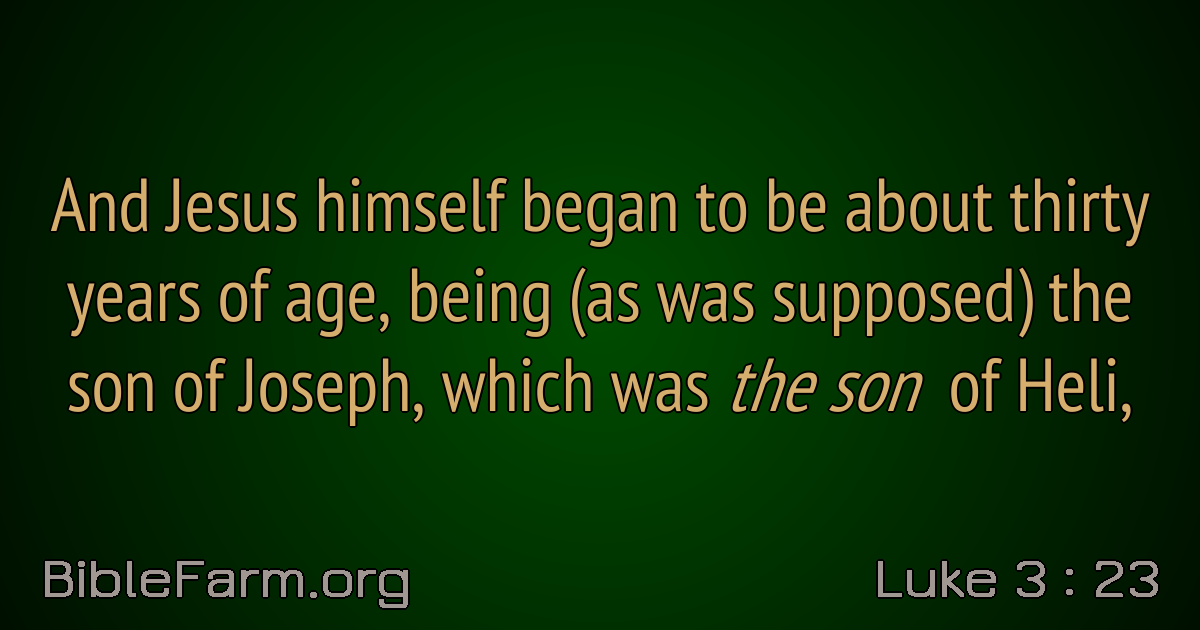 And Jesus himself began to be about thirty
years of age, being (as was supposed) the
son of Joseph, which was the son of Heli,
BibleFarm.org
Luke 3 : 23